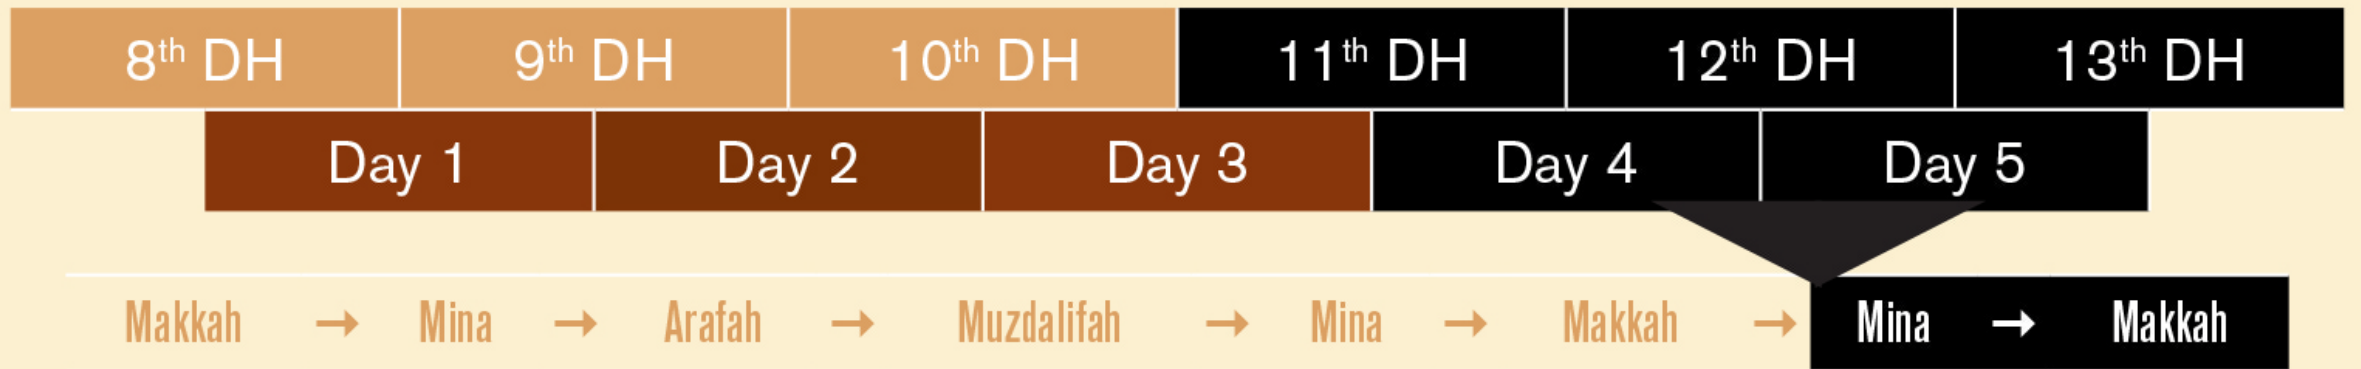 8th DH 9th DH 10th DH 11th DH 12th DH 13th DH
Day 1 Day 2 Day 3 Day 4 Day 5
Makkah → Mina → Arafah → Muzdalifah → Mina → Makkah → Mina → Makkah